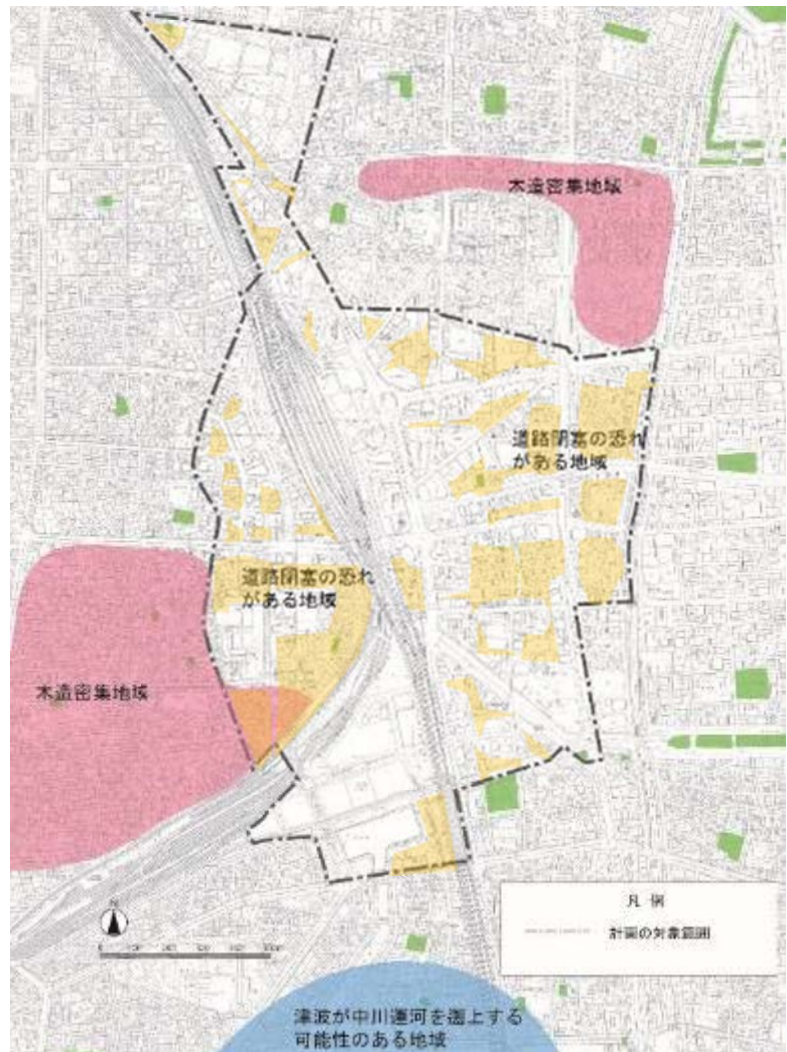 木造密集地域
道路閉塞の恐れ
がある地域
道路閉塞の恐れ
がある地域
木造密集地域
凡 例
計画の対象範囲
津波が中川運河を遡上する
可能性のある地域